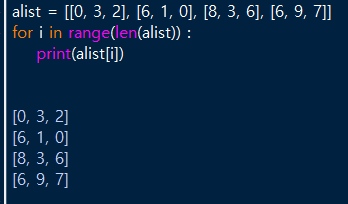 alist = [[0, 3, 2], [6, 1, 0], [8, 3, 6], [6, 9, 7]]
for i in range(len(alist)) :
    print(alist[i])
[0, 3, 2]
[6, 1, 0]
[8, 3, 6]
[6, 9, 7]